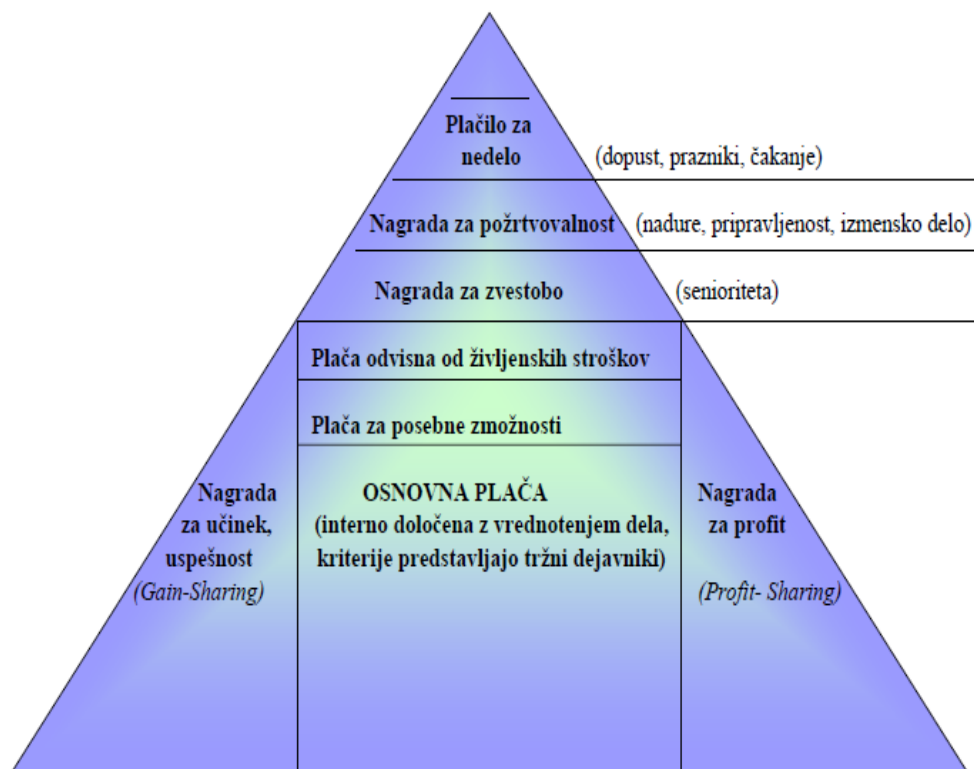 Plačilo za
nedelo
(dopust, prazniki, čakanje)
Nagrada za požrtvovalnost
(nadure, pripravljenost, izmensko delo)
Nagrada za zvestobo
(senioriteta)
Plača odvisna od življenskih stroškov
Plača za posebne zmožnosti
Nagrada
za učinek,
uspešnost
(Gain-Sharing)
OSNOVNA PLAČA
(interno določena z vrednotenjem dela,
kriterije predstavljajo tržni dejavniki)
Nagrada
za profit
(Profit- Sharing)